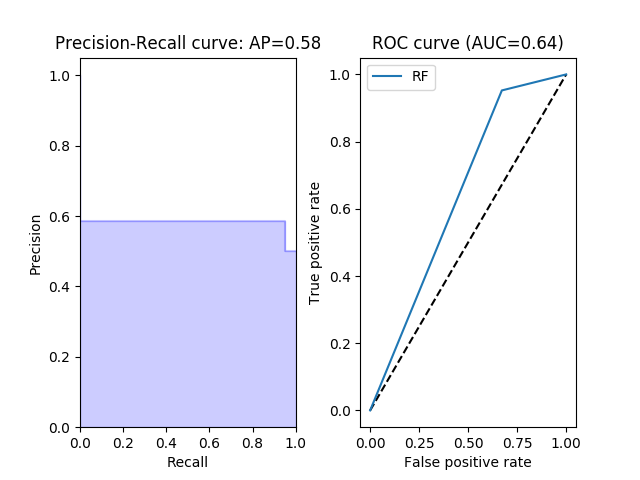 Precision-Recall curve: AP=0.58
1.0
0.8
0.6
0.4
0.2
0.0
Precision
0.0 0.2 0.4 0.6 0.8 1.0
Recall
ROC curve (AUC=0.64)
RF
1.0
0.8
0.6
0.4
0.2
0.0
True positive rate
0.00 0.25 0.50 0.75 1.00
False positive rate